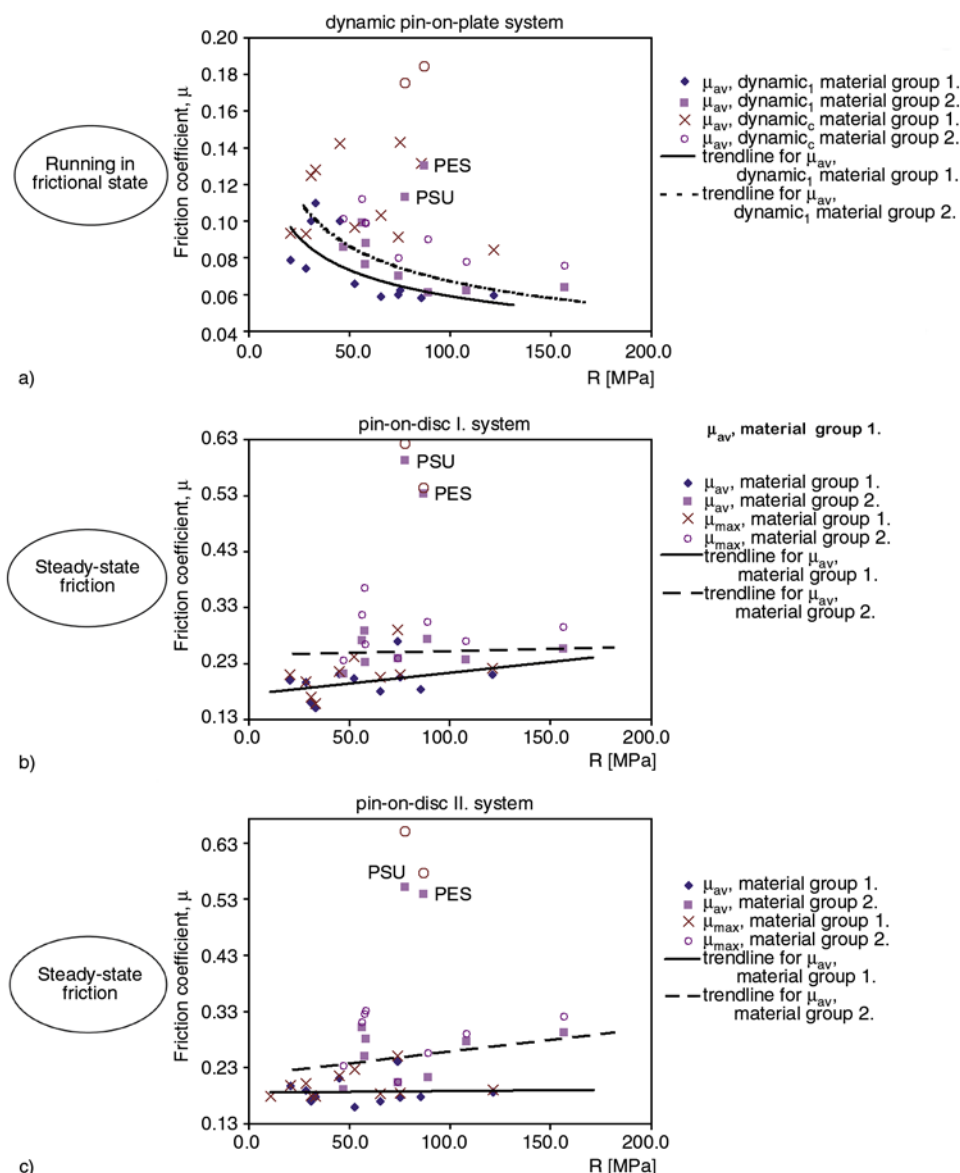 dynamic pin-on-plate system
Running in
frictional state
Friction coefficient, μ
0.20
0.18
0.16
0.14
0.12
0.10
0.08
0.06
0.04
PES
PSU
0.0
50.0
100.0
150.0
200.0
R [MPa]
μav, dynamic1 material group 1.
μav, dynamic1 material group 2.
μav, dynamicc material group 1.
μav, dynamicc material group 2.
trendline for μav,
dynamic1 material group 1.
trendline for μav,
dynamic1 material group 2.
a)
pin-on-disc I. system
Steady-state
friction
Friction coefficient, μ
0.63
0.53
0.43
0.33
0.23
0.13
PSU
PES
0.0
50.0
100.0
150.0
200.0
R [MPa]
μav, material group 1.
μav, material group 1.
μav, material group 2.
μmax, material group 1.
μmax, material group 2.
trendline for μav,
material group 1.
trendline for μav,
material group 2.
b)
pin-on-disc II. system
Steady-state
friction
Friction coefficient, μ
0.63
0.53
0.43
0.33
0.23
0.13
PSU
PES
0.0
50.0
100.0
150.0
200.0
R [MPa]
μav, material group 1.
μav, material group 2.
μmax, material group 1.
μmax, material group 2.
trendline for μav,
material group 1.
trendline for μav,
material group 2.
c)